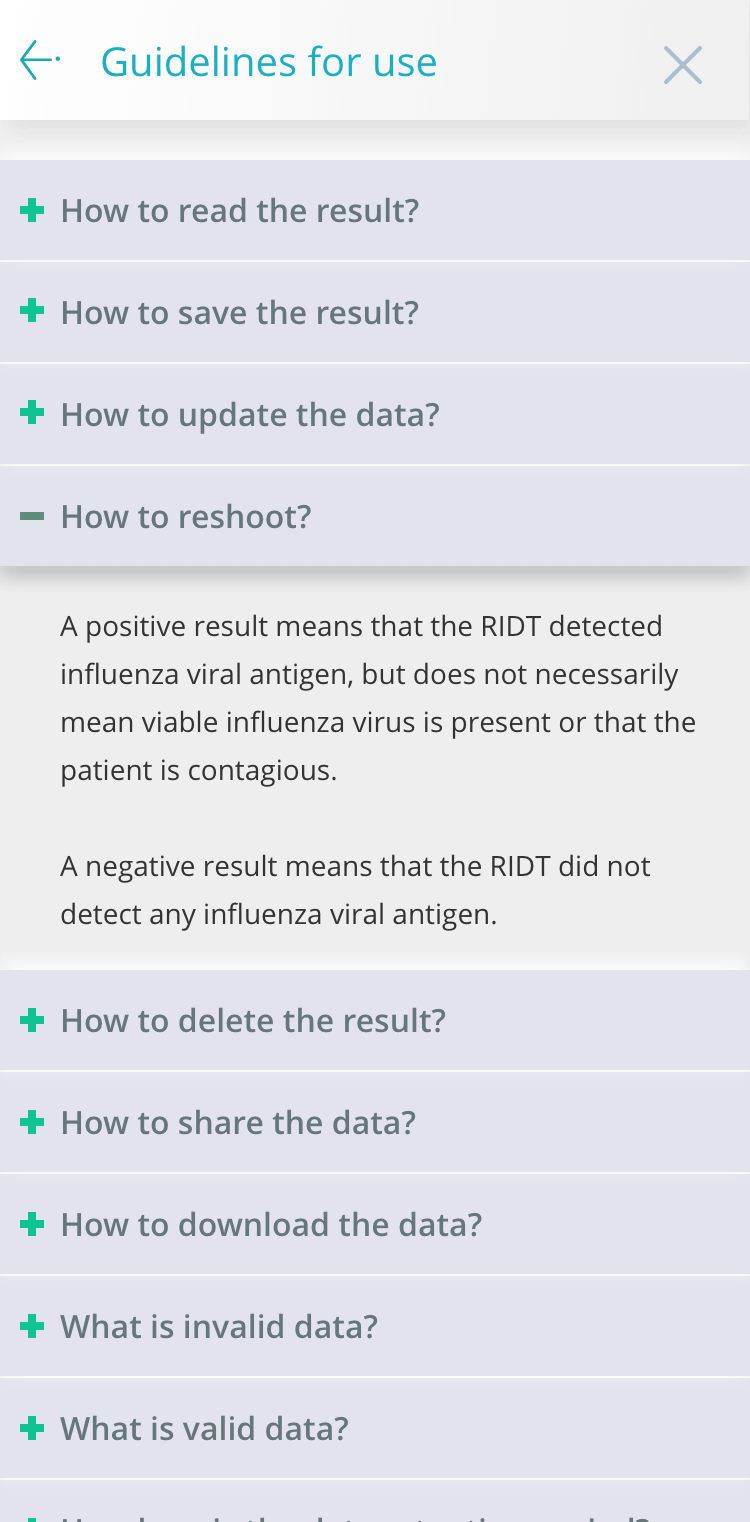 Guidelines for use
How to read the result?
How to save the result?
How to update the data?
How to reshoot?
A positive result means that the RIDT detected
influenza viral antigen, but does not necessarily
mean viable influenza virus is present or that the
patient is contagious.
A negative result means that the RIDT did not
detect any influenza viral antigen.
How to delete the result?
How to share the data?
How to download the data?
What is invalid data?
What is valid data?